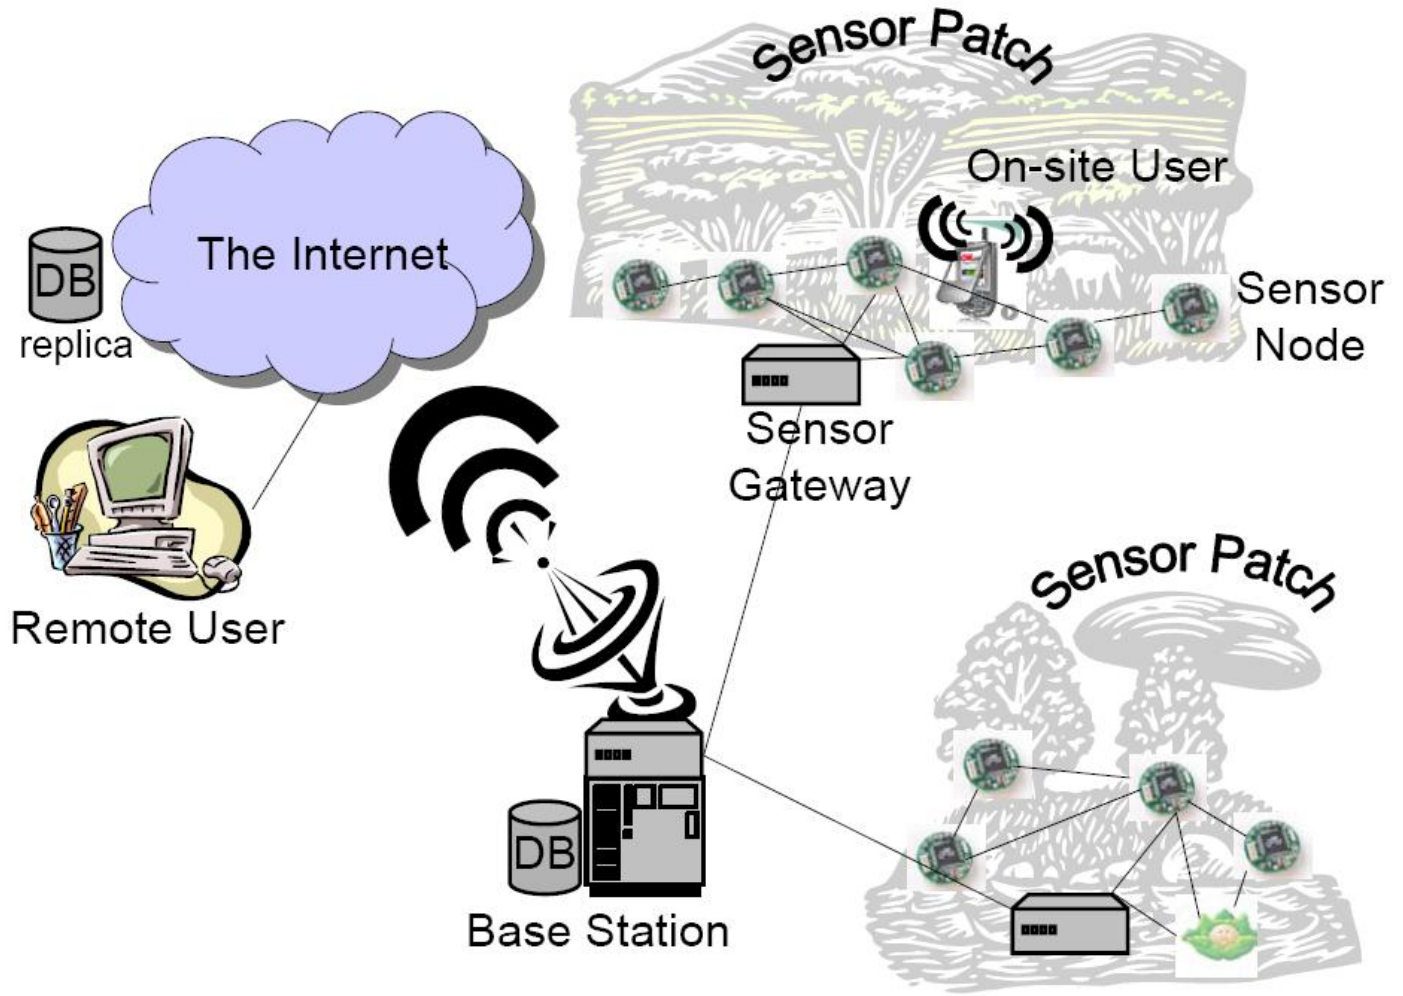 Sensor Patch
On-site User
The Internet
DB
replica
Sensor
Node
Sensor
Gateway
Remote User
Sensor Patch
DB
Base Station